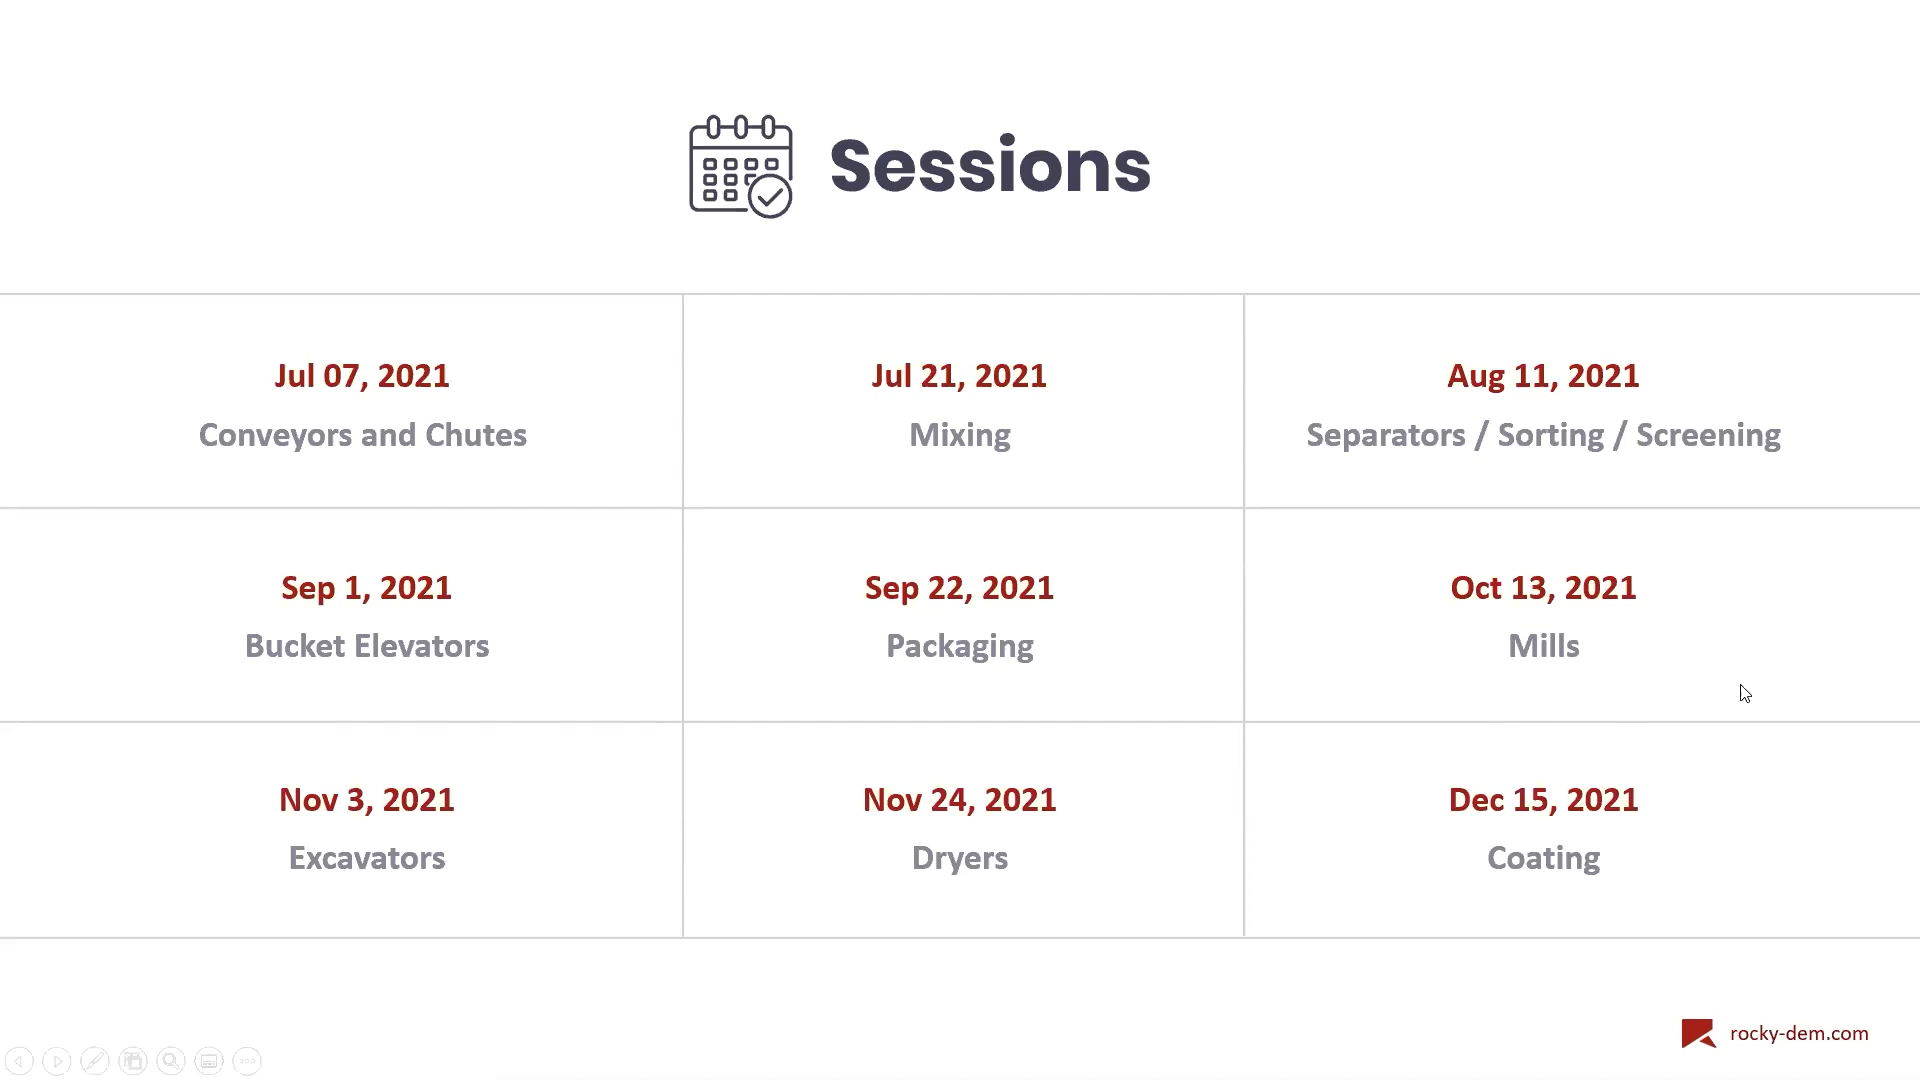 Sessions
Jul 07, 2021
Conveyors and Chutes
Jul 21, 2021
Mixing
Aug 11, 2021
Separators / Sorting / Screening
Sep 1, 2021
Bucket Elevators
Sep 22, 2021
Packaging
Oct 13, 2021
Mills
Nov 3, 2021
Excavators
Nov 24, 2021
Dryers
Dec 15, 2021
Coating
rocky-dem.com